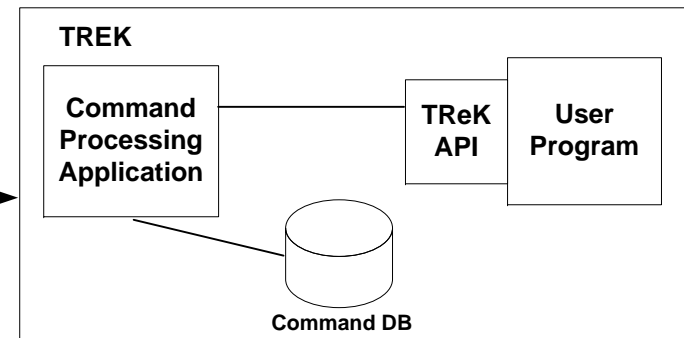 TREK
Command
Processing
Application
TReK
API
User
Program
Command DB